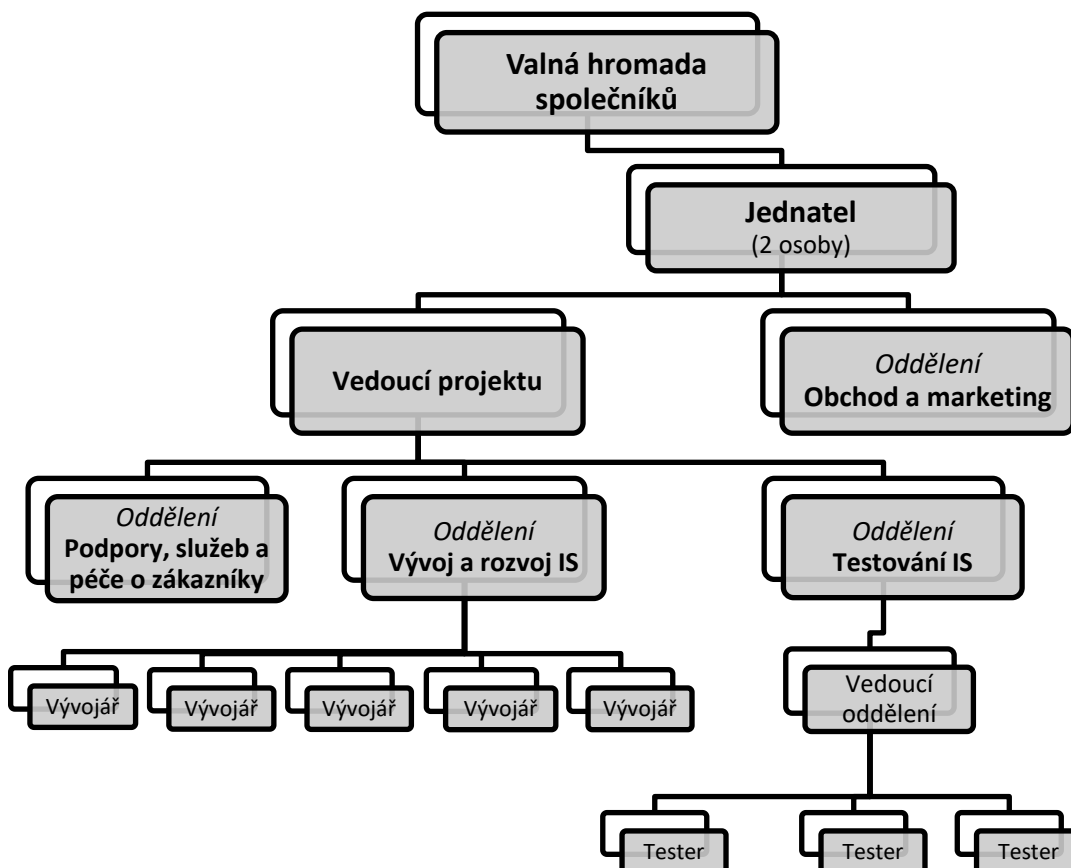 Valná hromada
společníků
Jednatel
(2 osoby)
Vedoucí projektu
Oddělení
Obchod a marketing
Oddělení
Podpory, služeb a
péče o zákazníky
Oddělení
Vývoj a rozvoj IS
Oddělení
Testování IS
Vývojář
Vývojář
Vývojář
Vývojář
Vývojář
Vedoucí
oddělení
Tester
Tester
Tester